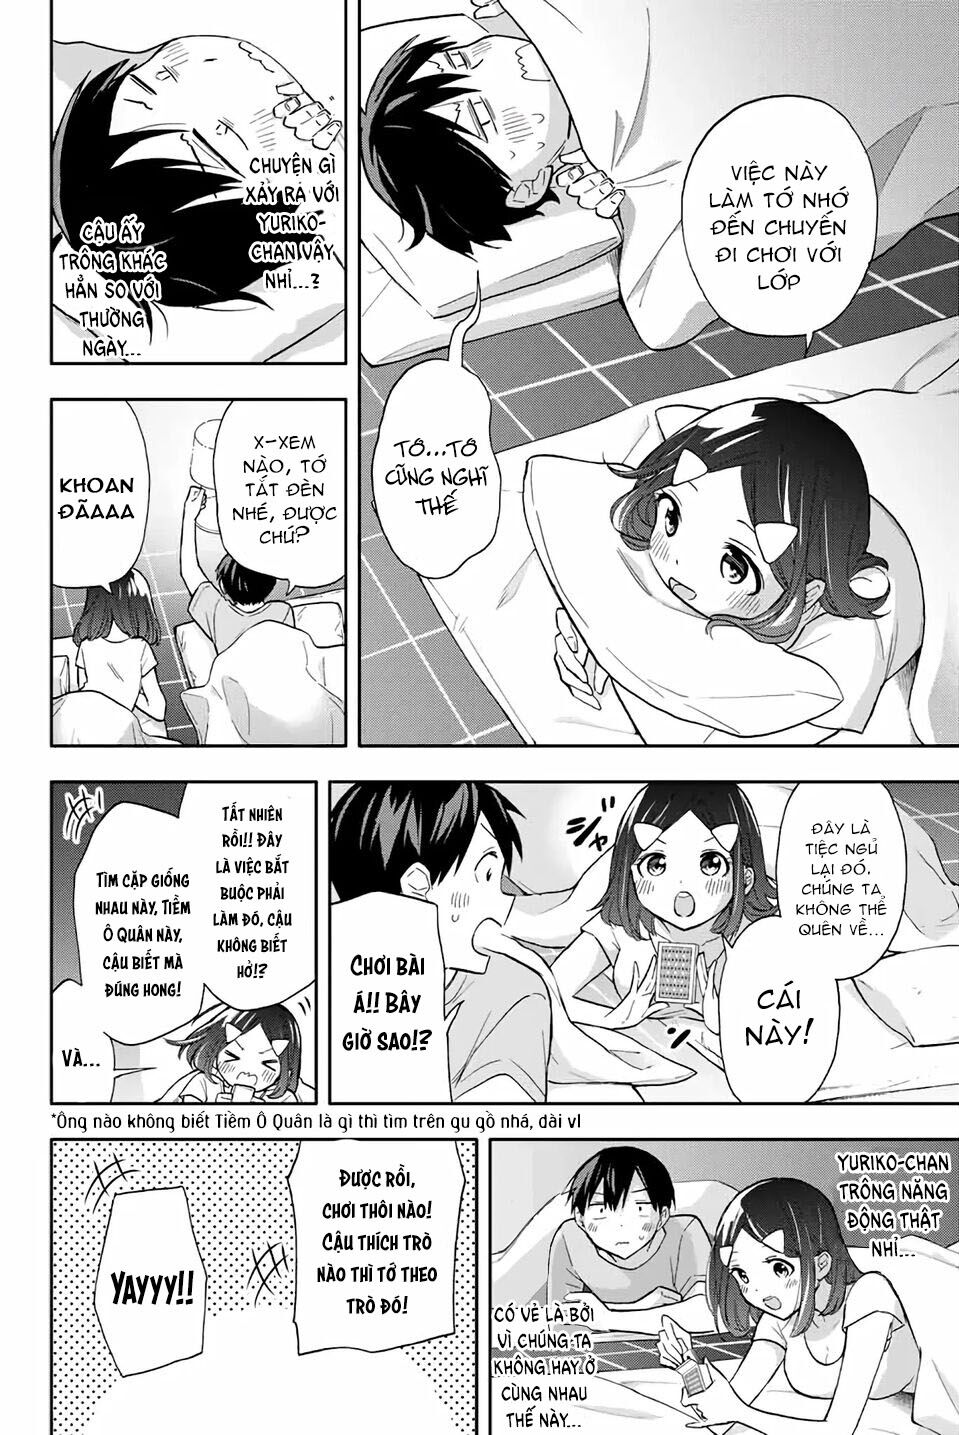 VIỆC NÀY
LÀM TỚ NHỚ
ĐẾN CHUYẾN
ĐI CHƠI VỚI
LỚP
TỚ...TỚ
CŨNG NGHĨ
THẾ
CHUYỆN GÌ
XẢY RA VỚI
YURIKO-
CHAN VẬY
NHỈ...?
CẬU ẤY
TRÔNG KHÁC
HẲN SO VỚI
THƯỜNG
NGÀY...
X-XEM
NÀO, TỚ
TẮT ĐÈN
NHÉ, ĐƯỢC
CHỨ?
KHOAN
ĐÃAAAA
ĐÂY LÀ
TIỆC NGỦ
LẠI ĐÓ,
CHÚNG TA
KHÔNG THỂ
QUÊN VỀ...
CÁI
NÀY!
CHƠI BÀI
Á!! BÂY
GIỜ SAO!?
TẤT NHIÊN
RỒI!! ĐÂY
LÀ VIỆC BẮT
BUỘC PHẢI
LÀM ĐÓ, CẬU
KHÔNG BIẾT
HỞ!?
TÌM CẶP GIỐNG
NHAU NÀY, TIỀM
Ô QUÂN NÀY,
CẬU BIẾT MÀ
ĐÚNG HONG!
VÀ...
*Ông nào không biết Tiềm Ô Quân là gì thì tìm trên gu gồ nhá, dài vl
YURIKO-CHAN
TRÔNG NĂNG
ĐỘNG THẬT
NHỈ...
CÓ VẺ LÀ BỞI
VÌ CHÚNG TA
KHÔNG HAY Ở
CÙNG NHAU
THẾ NÀY...
ĐƯỢC RỒI,
CHƠI THÔI NÀO!
CẬU THÍCH TRÒ
NÀO THÌ TỚ THEO
TRÒ ĐÓ!
YAYYY!!